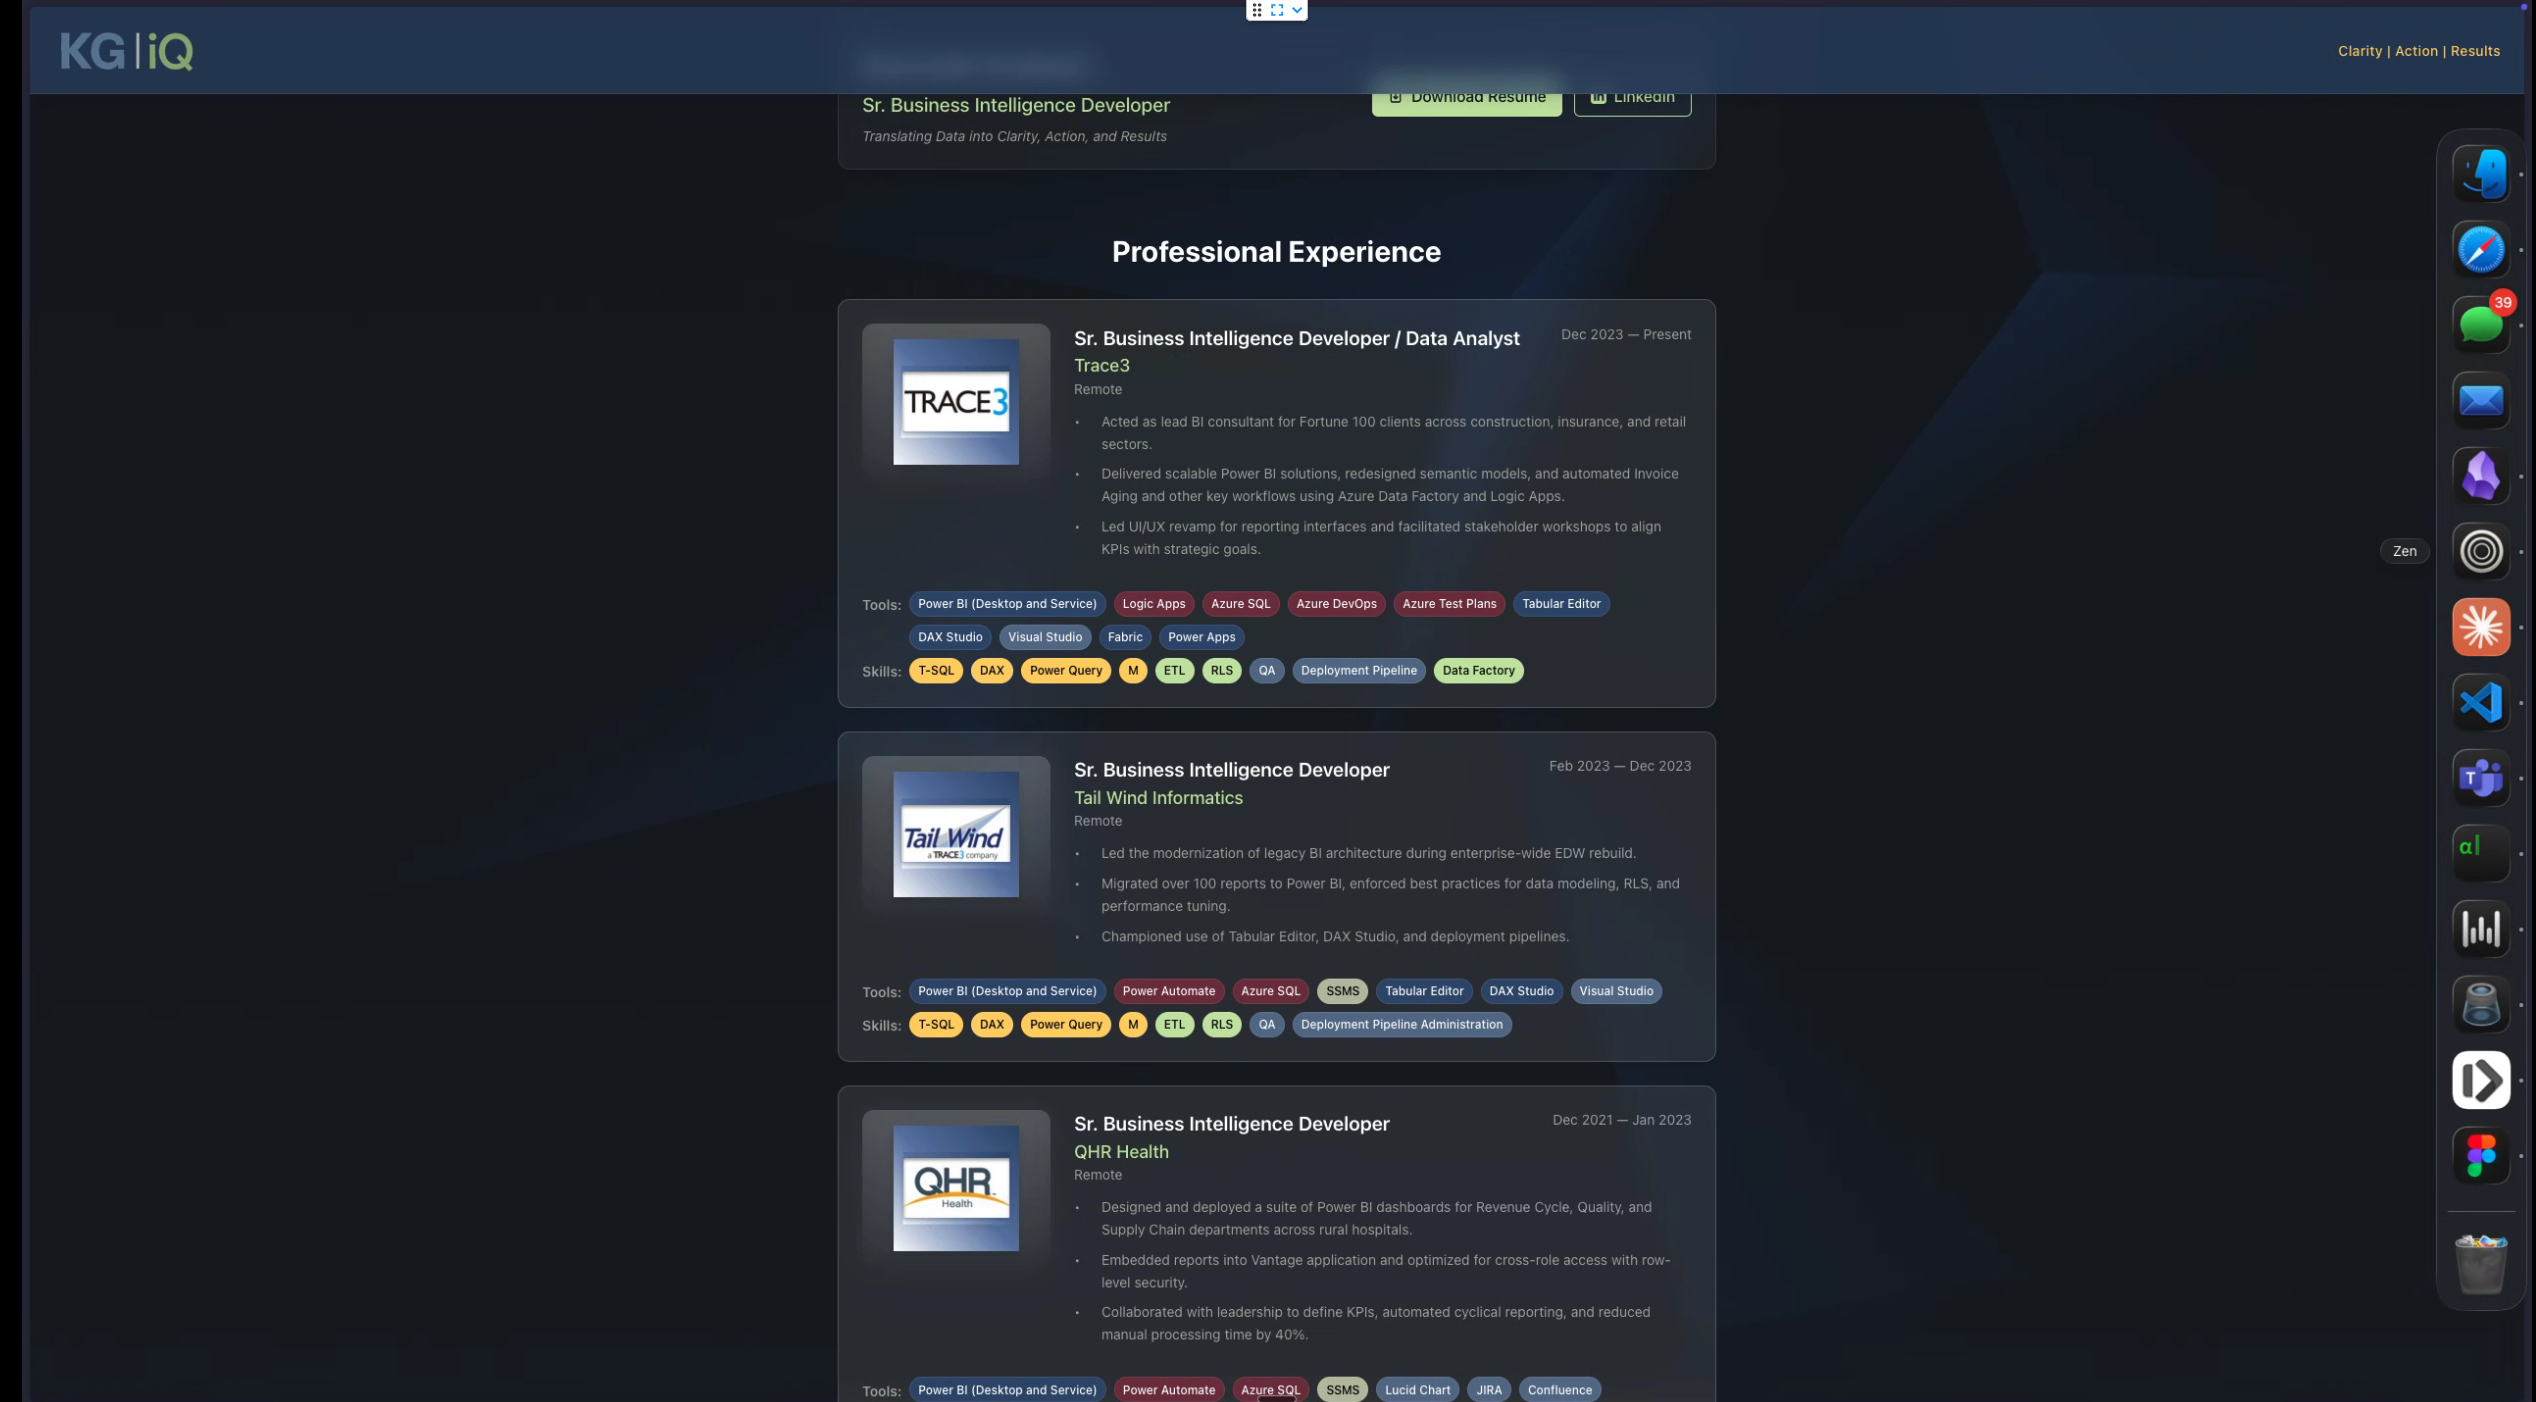 KG|iQ
Clarity | Action | Results
Download Resume
LinkedIn
Sr. Business Intelligence Developer
Translating Data into Clarity, Action, and Results
Professional Experience
TRACE3
Sr. Business Intelligence Developer / Data Analyst
Dec 2023 — Present
Trace3
Remote
• Acted as lead BI consultant for Fortune 100 clients across construction, insurance, and retail
sectors.
• Delivered scalable Power BI solutions, redesigned semantic models, and automated Invoice
Aging and other key workflows using Azure Data Factory and Logic Apps.
• Led UI/UX revamp for reporting interfaces and facilitated stakeholder workshops to align
KPIs with strategic goals.
Tools: Power BI (Desktop and Service) Logic Apps Azure SQL Azure DevOps Azure Test Plans Tabular Editor
DAX Studio Visual Studio Fabric Power Apps
Skills: T-SQL DAX Power Query M ETL RLS QA Deployment Pipeline Data Factory
Tail Wind
a TRACE3 company
Sr. Business Intelligence Developer
Feb 2023 — Dec 2023
Tail Wind Informatics
Remote
• Led the modernization of legacy BI architecture during enterprise-wide EDW rebuild.
• Migrated over 100 reports to Power BI, enforced best practices for data modeling, RLS, and
performance tuning.
• Championed use of Tabular Editor, DAX Studio, and deployment pipelines.
Tools: Power BI (Desktop and Service) Power Automate Azure SQL SSMS Tabular Editor DAX Studio Visual Studio
Skills: T-SQL DAX Power Query M ETL RLS QA Deployment Pipeline Administration
QHR
Health
Sr. Business Intelligence Developer
Dec 2021 — Jan 2023
QHR Health
Remote
• Designed and deployed a suite of Power BI dashboards for Revenue Cycle, Quality, and
Supply Chain departments across rural hospitals.
• Embedded reports into Vantage application and optimized for cross-role access with row-
level security.
• Collaborated with leadership to define KPIs, automated cyclical reporting, and reduced
manual processing time by 40%.
Tools: Power BI (Desktop and Service) Power Automate Azure SQL SSMS Lucid Chart JIRA Confluence
39
Zen
T
al